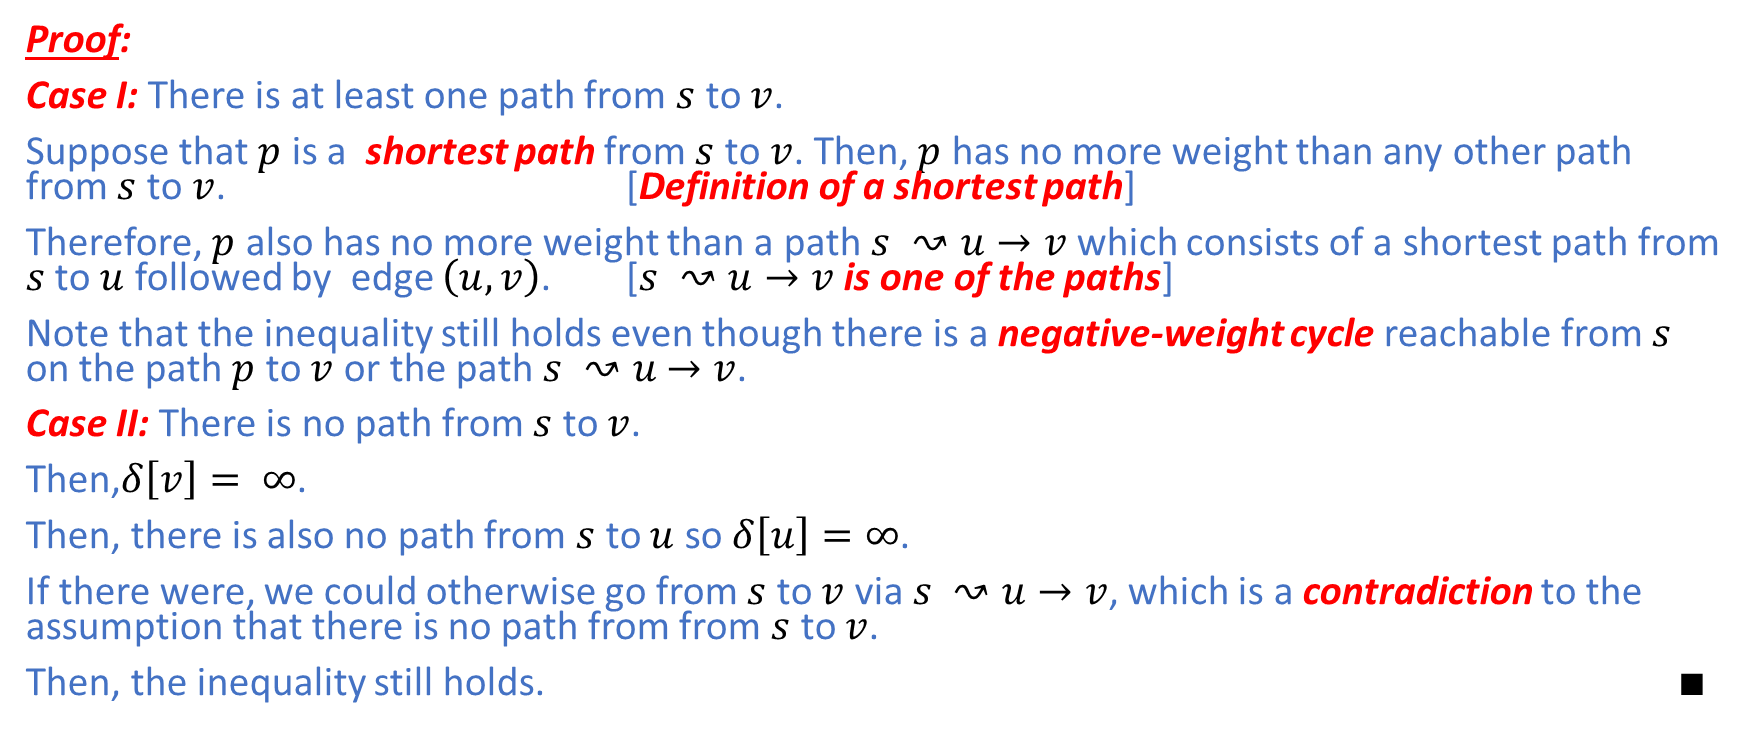 Proof:
Case I: There is at least one path from s to v.
Suppose that p is a shortest path from s to v. Then, p has no more weight than any other path
from s to v. [Definition of a shortest path]
Therefore, p also has no more weight than a path s ⤳ u → v which consists of a shortest path from
s to u followed by edge (u, v). [s ⤳ u → v is one of the paths]
Note that the inequality still holds even though there is a negative-weight cycle reachable from s
on the path p to v or the path s ⤳ u → v.
Case II: There is no path from s to v.
Then,δ[v] = ∞.
Then, there is also no path from s to u so δ[u] = ∞.
If there were, we could otherwise go from s to v via s ⤳ u → v, which is a contradiction to the
assumption that there is no path from from s to v.
Then, the inequality still holds. ■